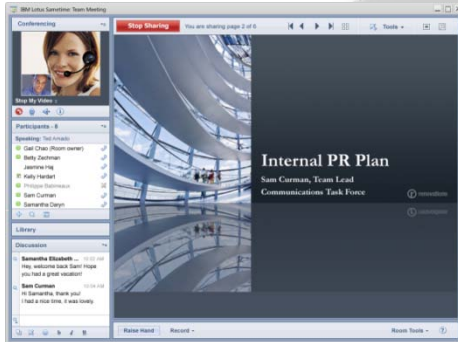 IBM Lotus Sametime: Team Meeting
Conferencing
Stop My Video
Participants - 6
Speaking: Ted Amado
Gail Chao (Room owner)
Betty Zechman
Jasmine Haj
Kelly Hardart
Philippe Babineaux
Sam Curman
Samantha Daryn
Library
Discussion
Samantha Elizabeth ...
Hey, welcome back Sam! Hope
you had a great vacation!
Sam Curman
Hi Samantha, thank you!
I had a nice time, it was lovely.
Stop Sharing
You are sharing page 2 of 6
Tools
Internal PR Plan
Sam Curman, Team Lead
Communications Task Force
renovations
Raise Hand
Record
Room Tools